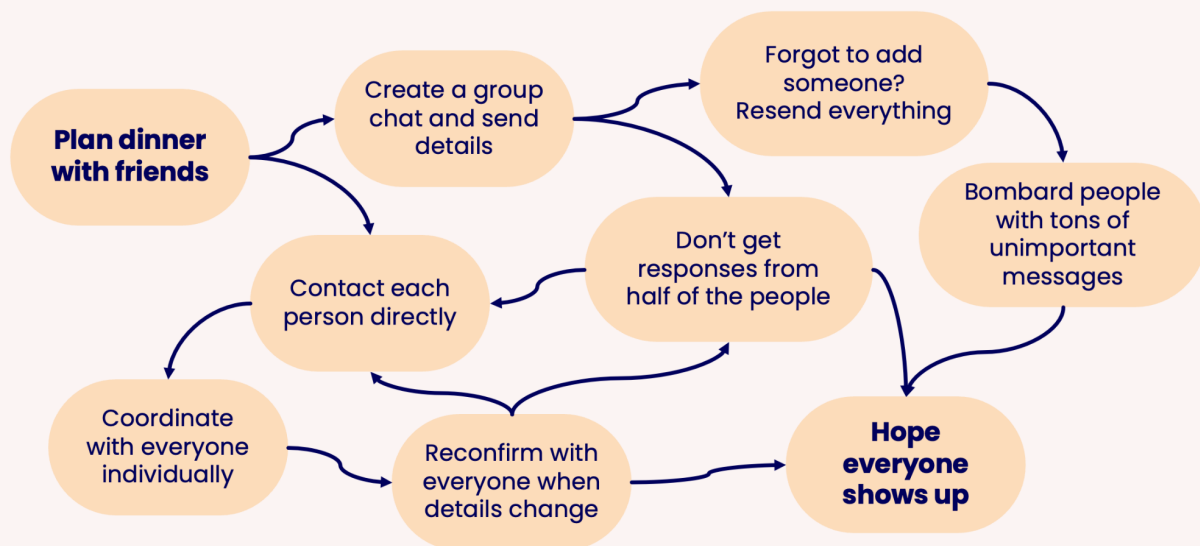 Plan dinner
with friends
Create a group
chat and send
details
Forgot to add
someone?
Resend everything
Bombard people
with tons of
unimportant
messages
Don’t get
responses from
half of the people
Contact each
person directly
Coordinate
with everyone
individually
Reconfirm with
everyone when
details change
Hope
everyone
shows up